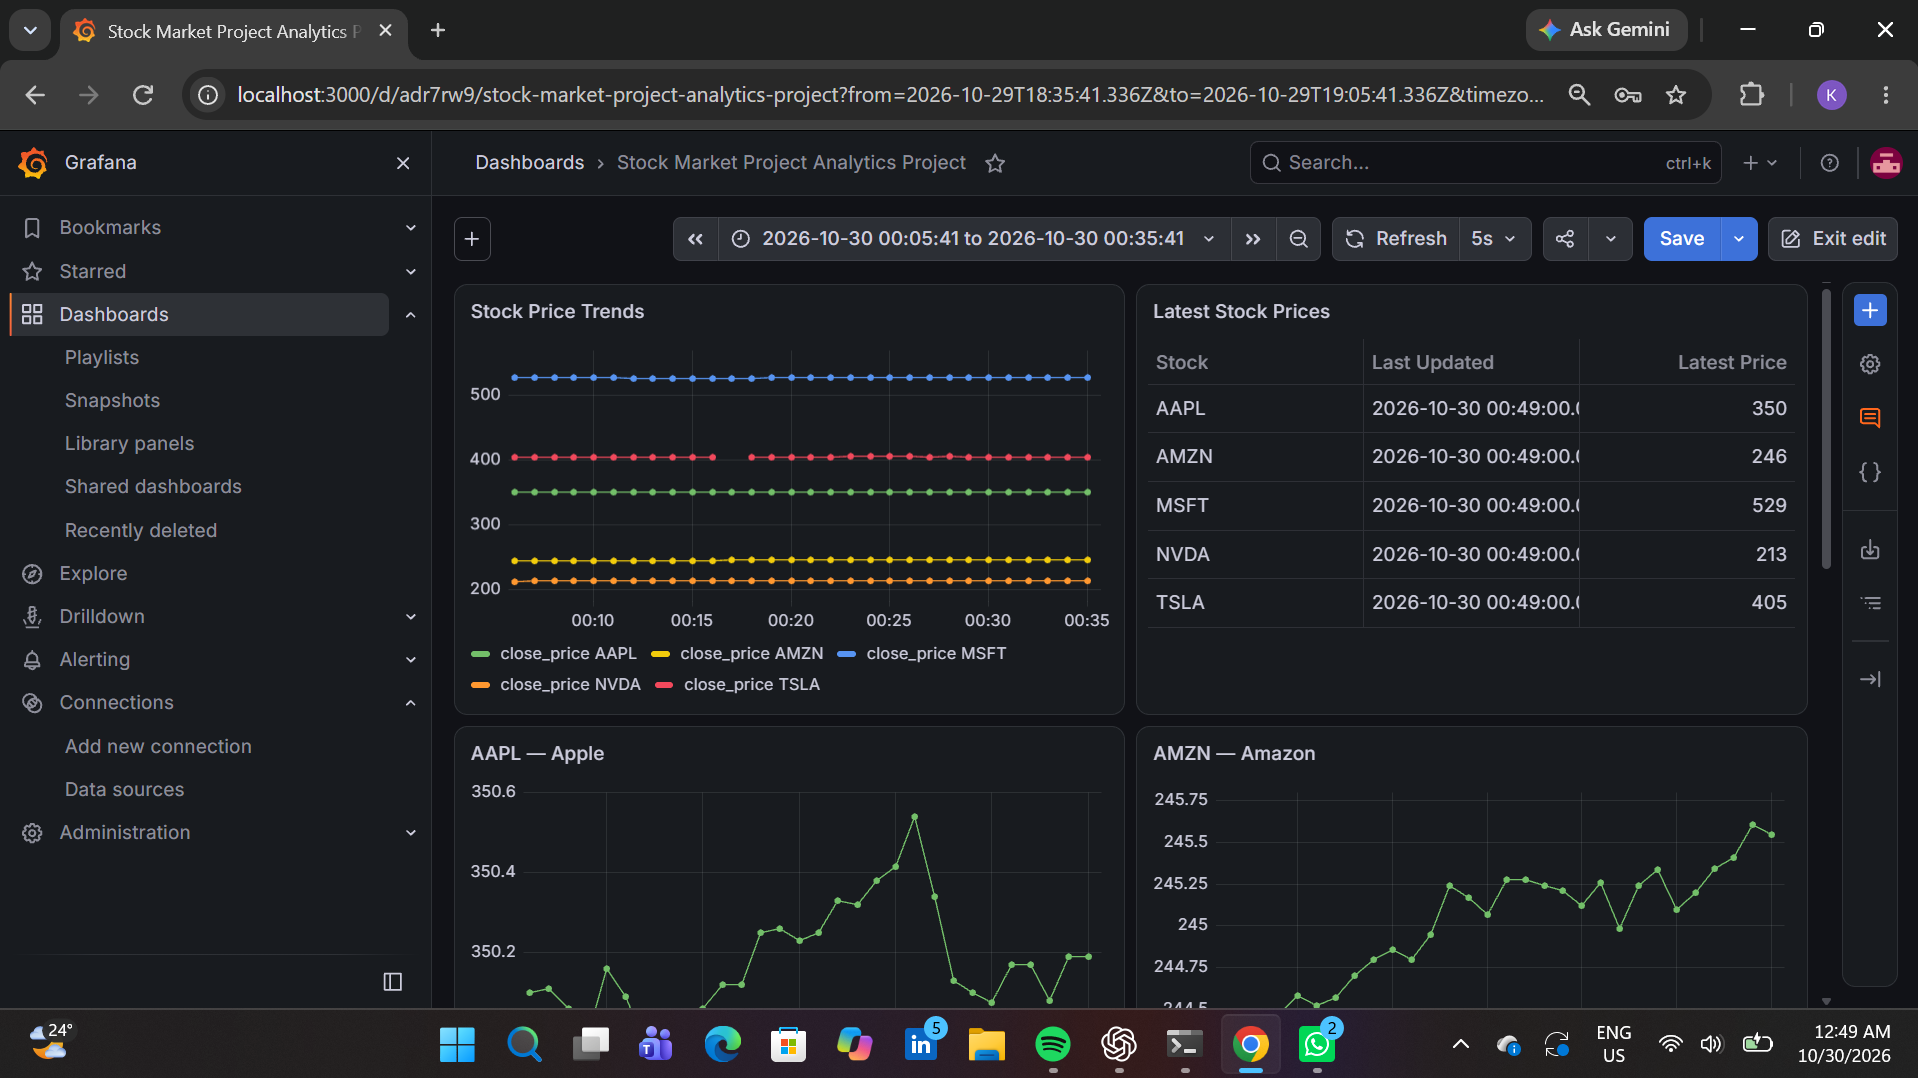 Stock Market Project Analytics P
Ask Gemini
localhost:3000/d/adr7rw9/stock-market-project-analytics-project?from=2026-10-29T18:35:41.336Z&to=2026-10-29T19:05:41.336Z&timezo...
K
Grafana
Dashboards › Stock Market Project Analytics Project
Search... ctrl+k
Bookmarks
Starred
Dashboards
Playlists
Snapshots
Library panels
Shared dashboards
Recently deleted
Explore
Drilldown
Alerting
Connections
Add new connection
Data sources
Administration
2026-10-30 00:05:41 to 2026-10-30 00:35:41
Refresh 5s
Save
Exit edit
Stock Price Trends
500
400
300
200
00:10 00:15 00:20 00:25 00:30 00:35
close_price AAPL close_price AMZN close_price MSFT
close_price NVDA close_price TSLA
Latest Stock Prices
Stock Last Updated Latest Price
AAPL 2026-10-30 00:49:00.0 350
AMZN 2026-10-30 00:49:00.0 246
MSFT 2026-10-30 00:49:00.0 529
NVDA 2026-10-30 00:49:00.0 213
TSLA 2026-10-30 00:49:00.0 405
AAPL — Apple
350.6
350.4
350.2
AMZN — Amazon
245.75
245.5
245.25
245
244.75
244.5
24°
5
2
ENG
US
12:49 AM
10/30/2026